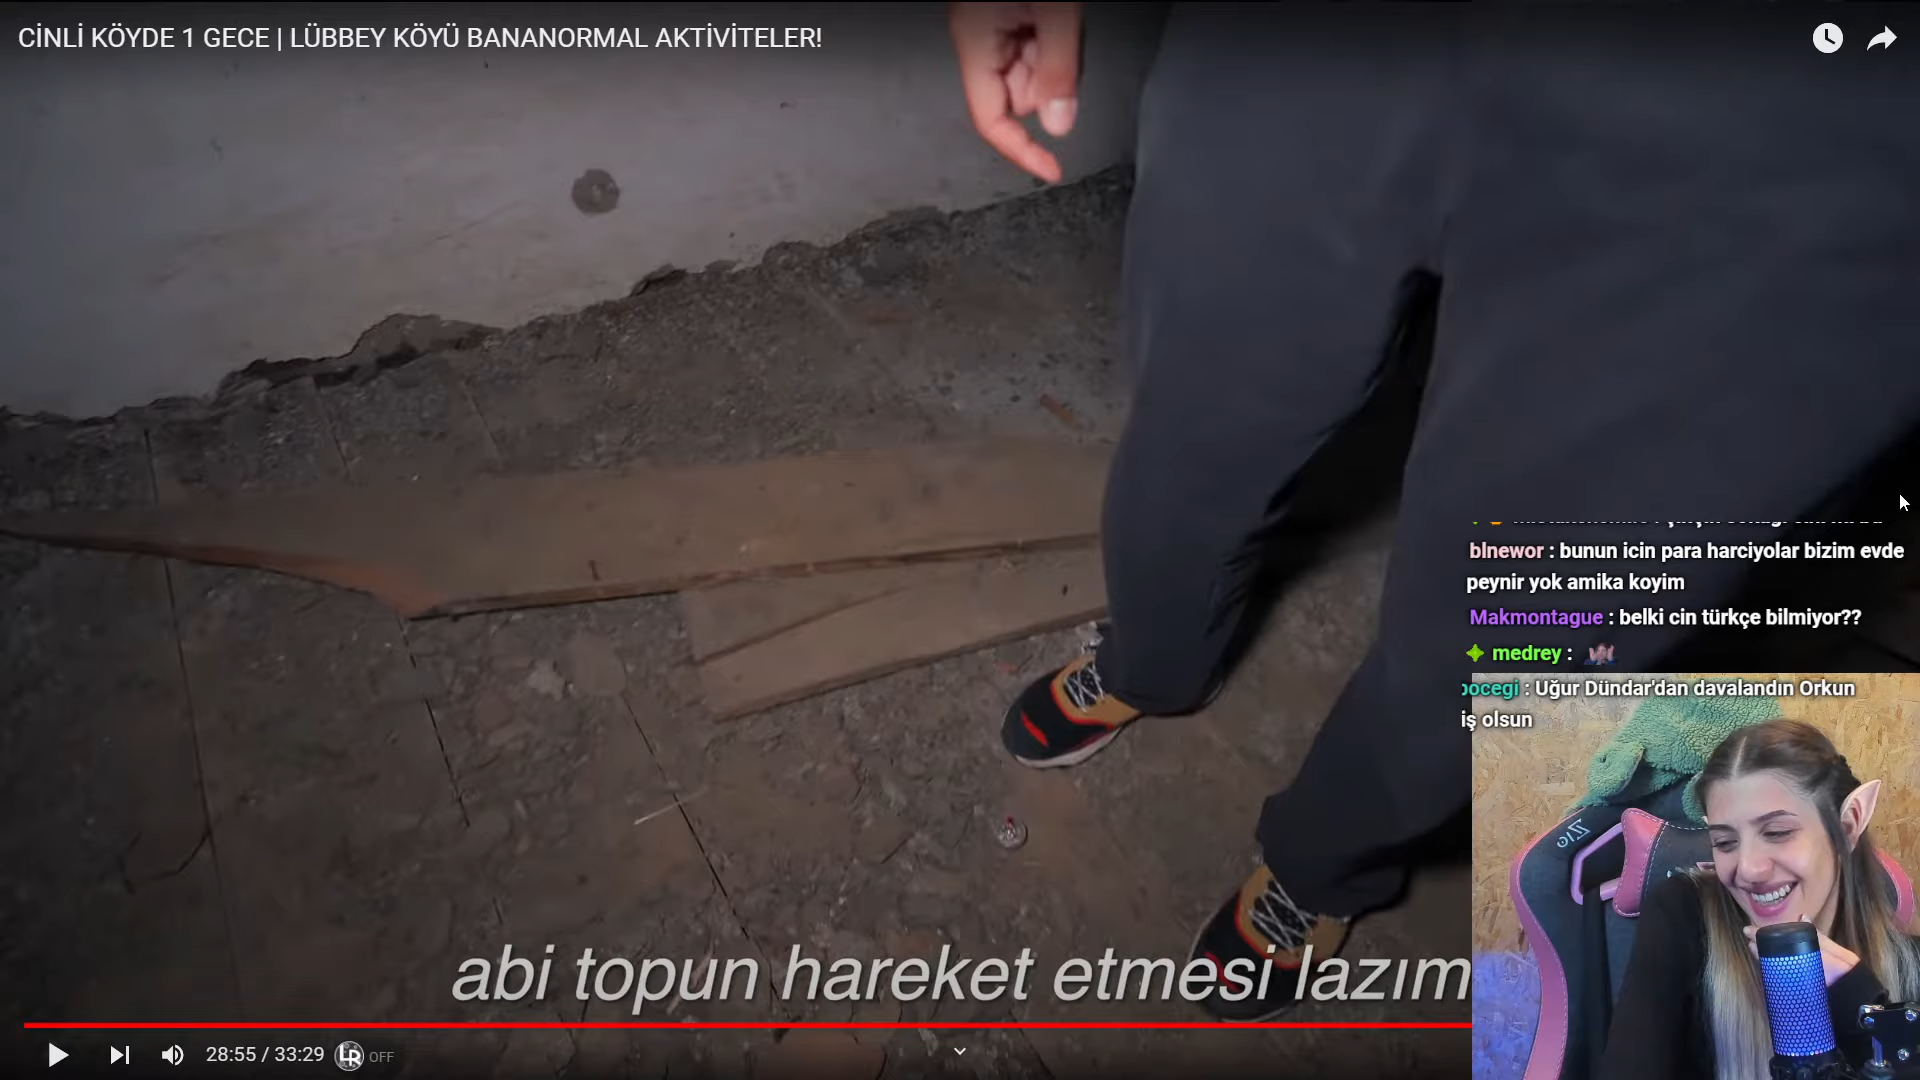 CİNLİ KÖYDE 1 GECE | LÜBBEY KÖYÜ BANANORMAL AKTİVİTELER!
blnewor : bunun icin para harciyolar bizim evde
peynir yok amika koyim
Makmontague : belki cin türkçe bilmiyor??
medrey :
pocegi : Uğur Dündar'dan davalandın Orkun
iş olsun
abi topun hareket etmesi lazım
28:55 / 33:29 LR OFF